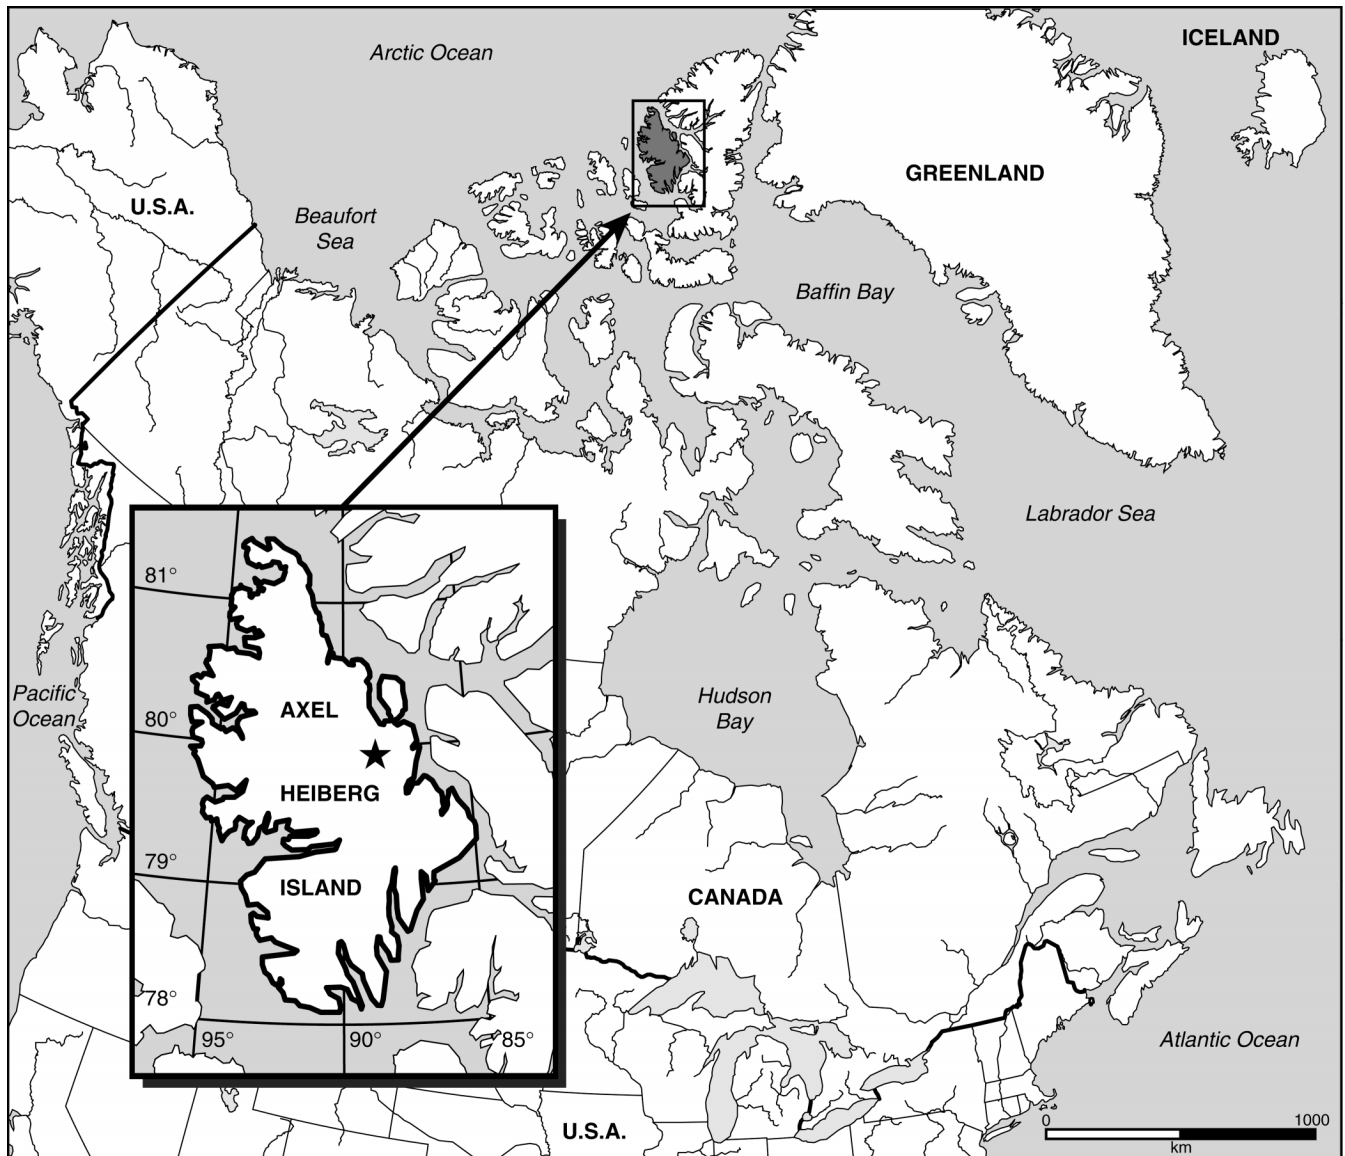 ICELAND
Arctic Ocean
GREENLAND
U.S.A.
Beaufort
Sea
Baffin Bay
Labrador Sea
81°
Pacific
Ocean
Hudson
Bay
80°
AXEL
HEIBERG
79°
ISLAND
CANADA
78°
95°
90°
85°
Atlantic Ocean
0
1000
km
U.S.A.